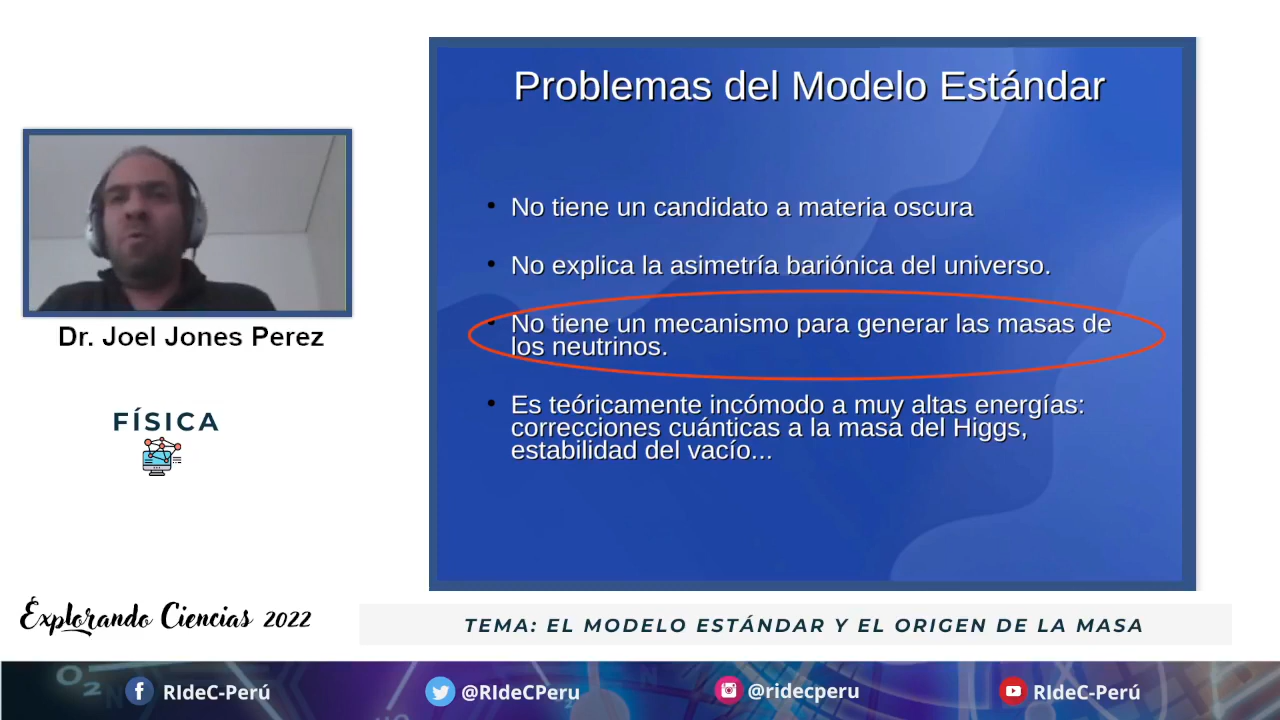 Problemas del Modelo Estándar
• No tiene un candidato a materia oscura
• No explica la asimetría bariónica del universo.
• No tiene un mecanismo para generar las masas de
los neutrinos.
• Es teóricamente incómodo a muy altas energías:
correcciones cuánticas a la masa del Higgs,
estabilidad del vacío...
Dr. Joel Jones Perez
FÍSICA
Explorando Ciencias 2022
TEMA: EL MODELO ESTÁNDAR Y EL ORIGEN DE LA MASA
O2
RIdeC-Perú
@RIdeCPeru
@ridecperu
RIdeC-Perú